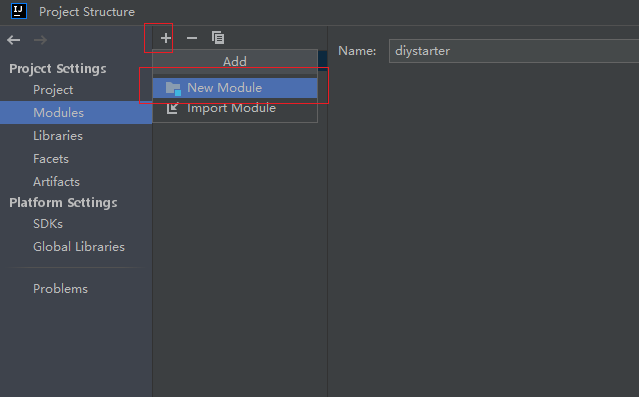 IJ Project Structure
Project Settings
Project
Modules
Libraries
Facets
Artifacts
Platform Settings
SDKs
Global Libraries
Problems
Add
New Module
Import Module
Name: diystarter